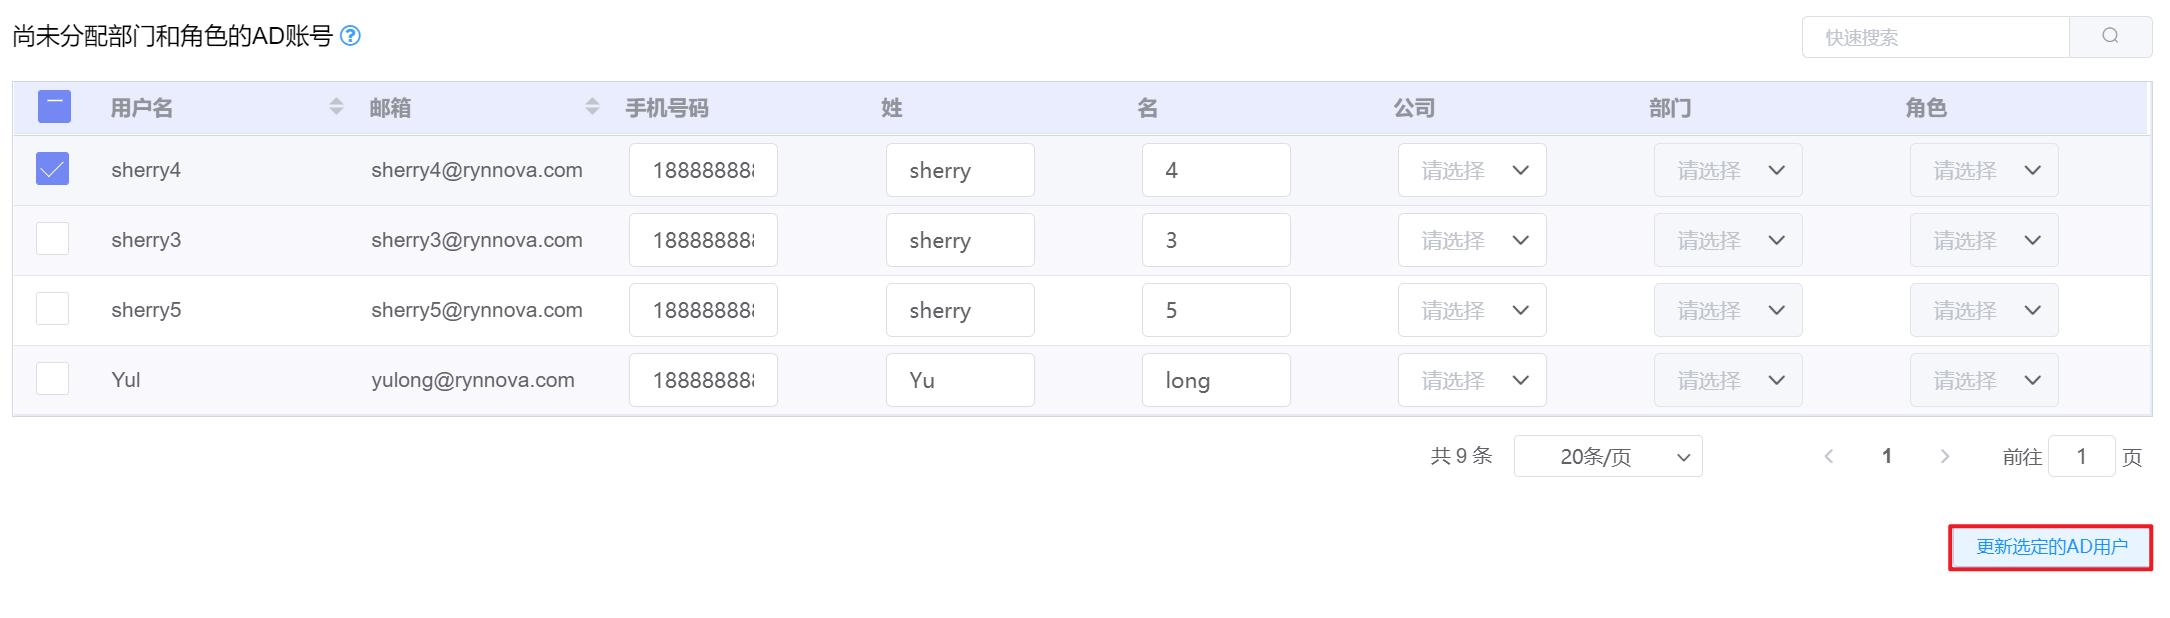 尚未分配部门和角色的AD账号 ?
快速搜索
用户名 邮箱 手机号码 姓 名 公司 部门 角色
sherry4 sherry4@rynnova.com 188888888 sherry 4 请选择 请选择 请选择
sherry3 sherry3@rynnova.com 188888888 sherry 3 请选择 请选择 请选择
sherry5 sherry5@rynnova.com 188888888 sherry 5 请选择 请选择 请选择
Yul yulong@rynnova.com 188888888 Yu long 请选择 请选择 请选择
共 9 条 20条/页 1 前往 1 页
更新选定的AD用户